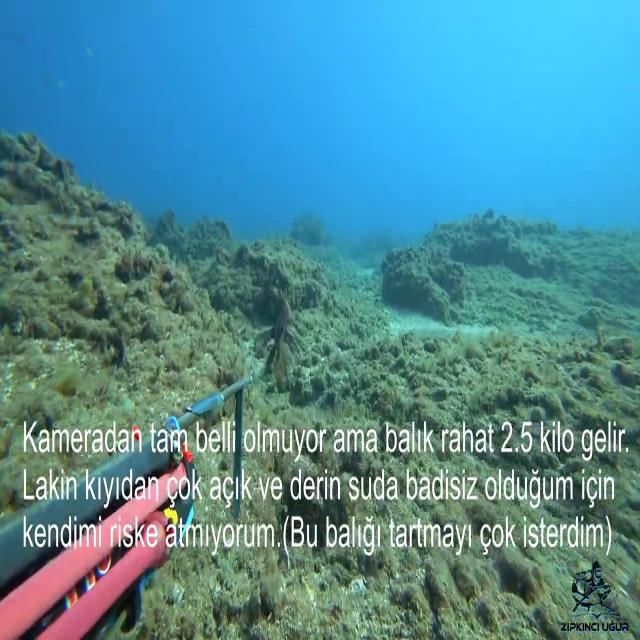 Kameradan tam belli olmuyor ama balık rahat 2.5 kilo gelir.
Lakin kıyıdan çok açık ve derin suda badisiz olduğum için
kendimi riske atmıyorum.(Bu balığı tartmayı çok isterdim)
ZIPKINCI UĞUR